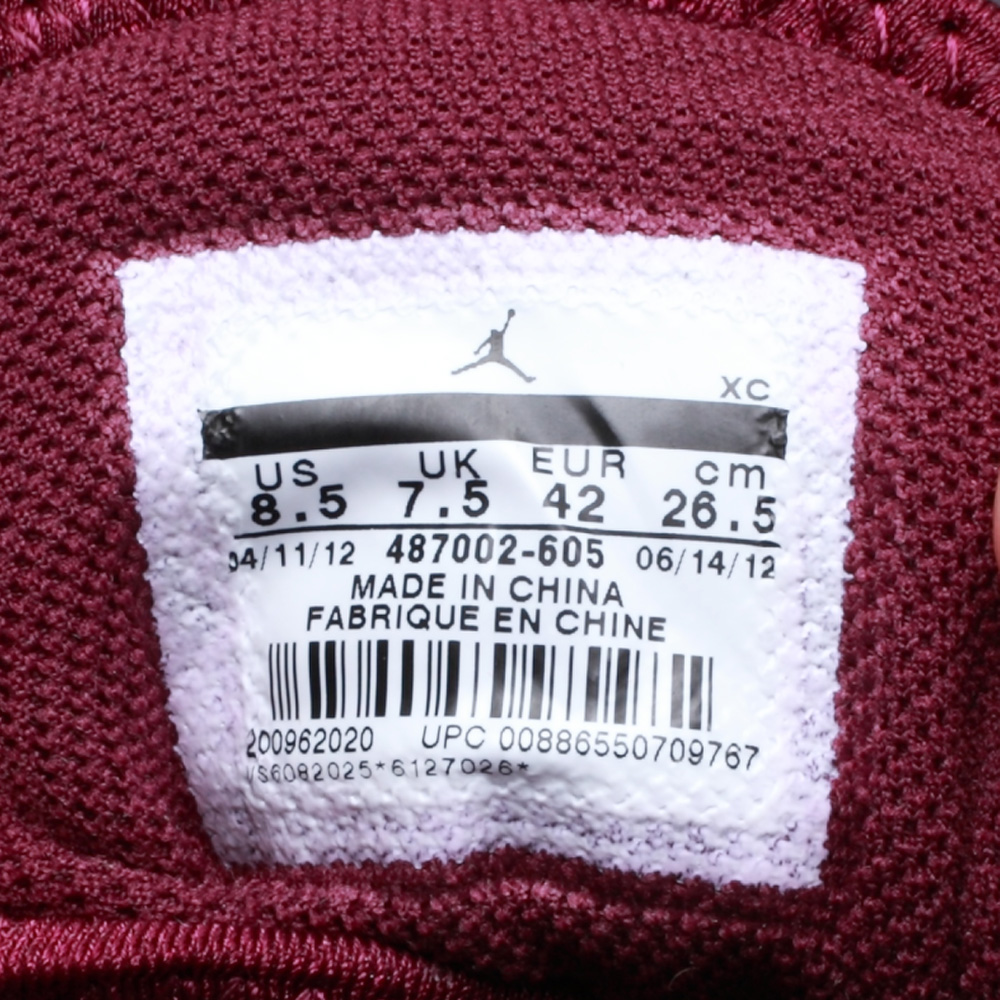 XC
US UK EUR cm
8.5 7.5 42 26.5
04/11/12 487002-605 06/14/12
MADE IN CHINA
FABRIQUE EN CHINE
200962020 UPC 00886550709767
VS6082025*6127026*